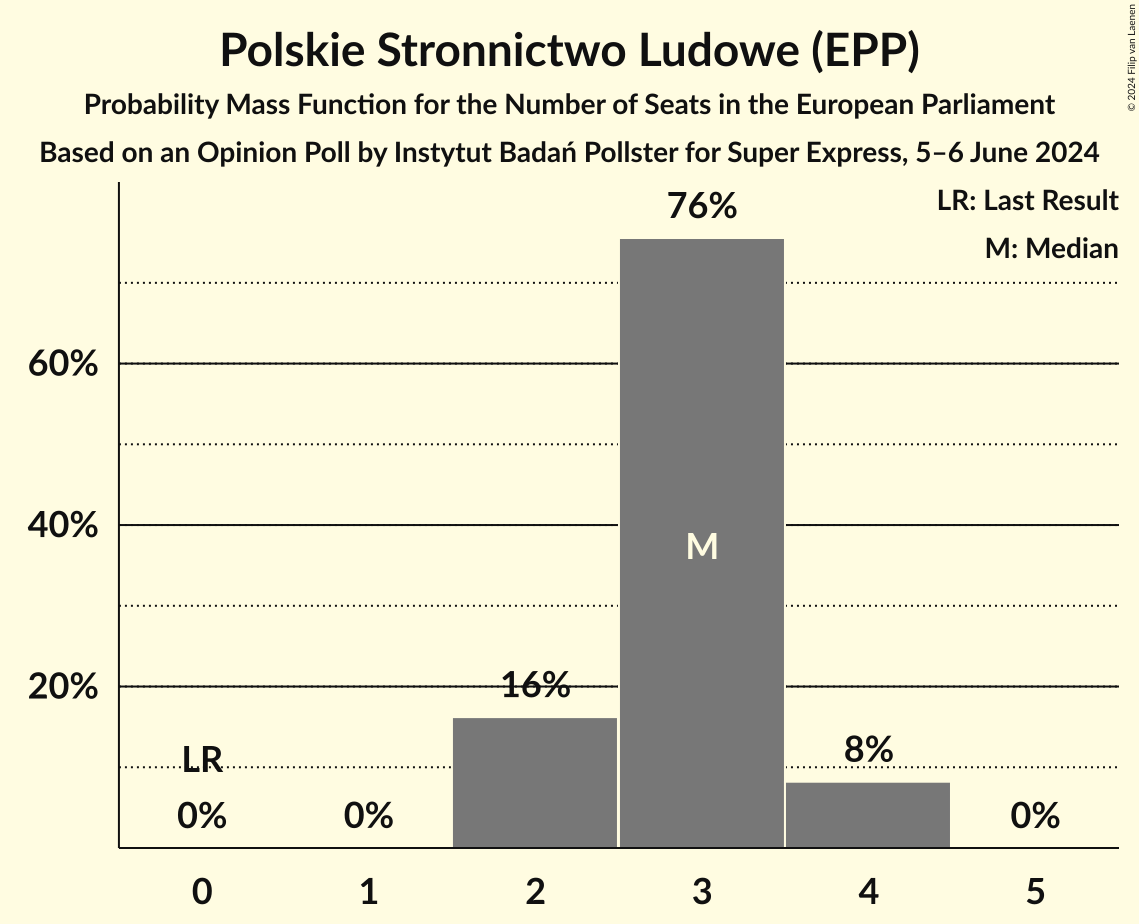 Polskie Stronnictwo Ludowe (EPP)
Probability Mass Function for the Number of Seats in the European Parliament
Based on an Opinion Poll by Instytut Badań Pollster for Super Express, 5–6 June 2024
© 2024 Filip van Laenen
LR: Last Result
M: Median
76%
60%
40%
M
20%
16%
LR
8%
0%
0%
0%
0 1 2 3 4 5